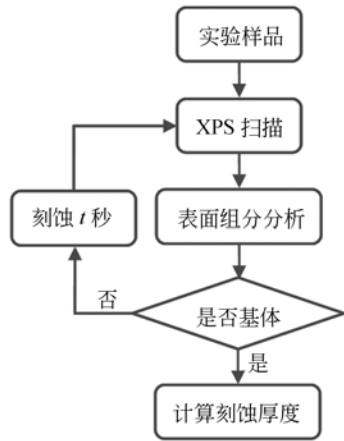 实验样品
XPS 扫描
刻蚀 t 秒
表面组分分析
否
是否基体
是
计算刻蚀厚度